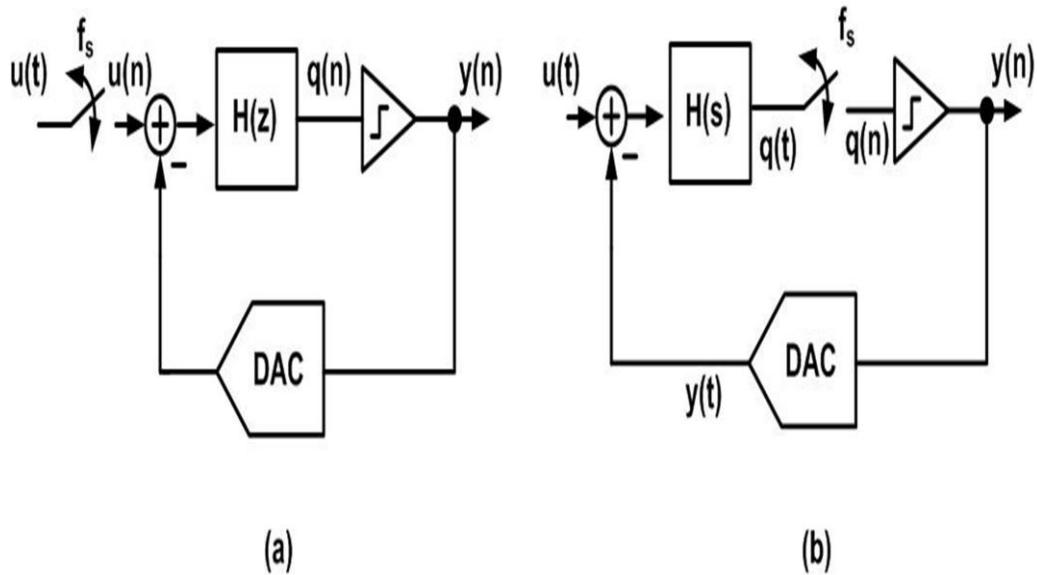 fs
u(t)
u(n)
+
−
H(z)
q(n)
y(n)
DAC
(a)
fs
u(t)
+
−
H(s)
q(t)
q(n)
y(n)
DAC
y(t)
(b)